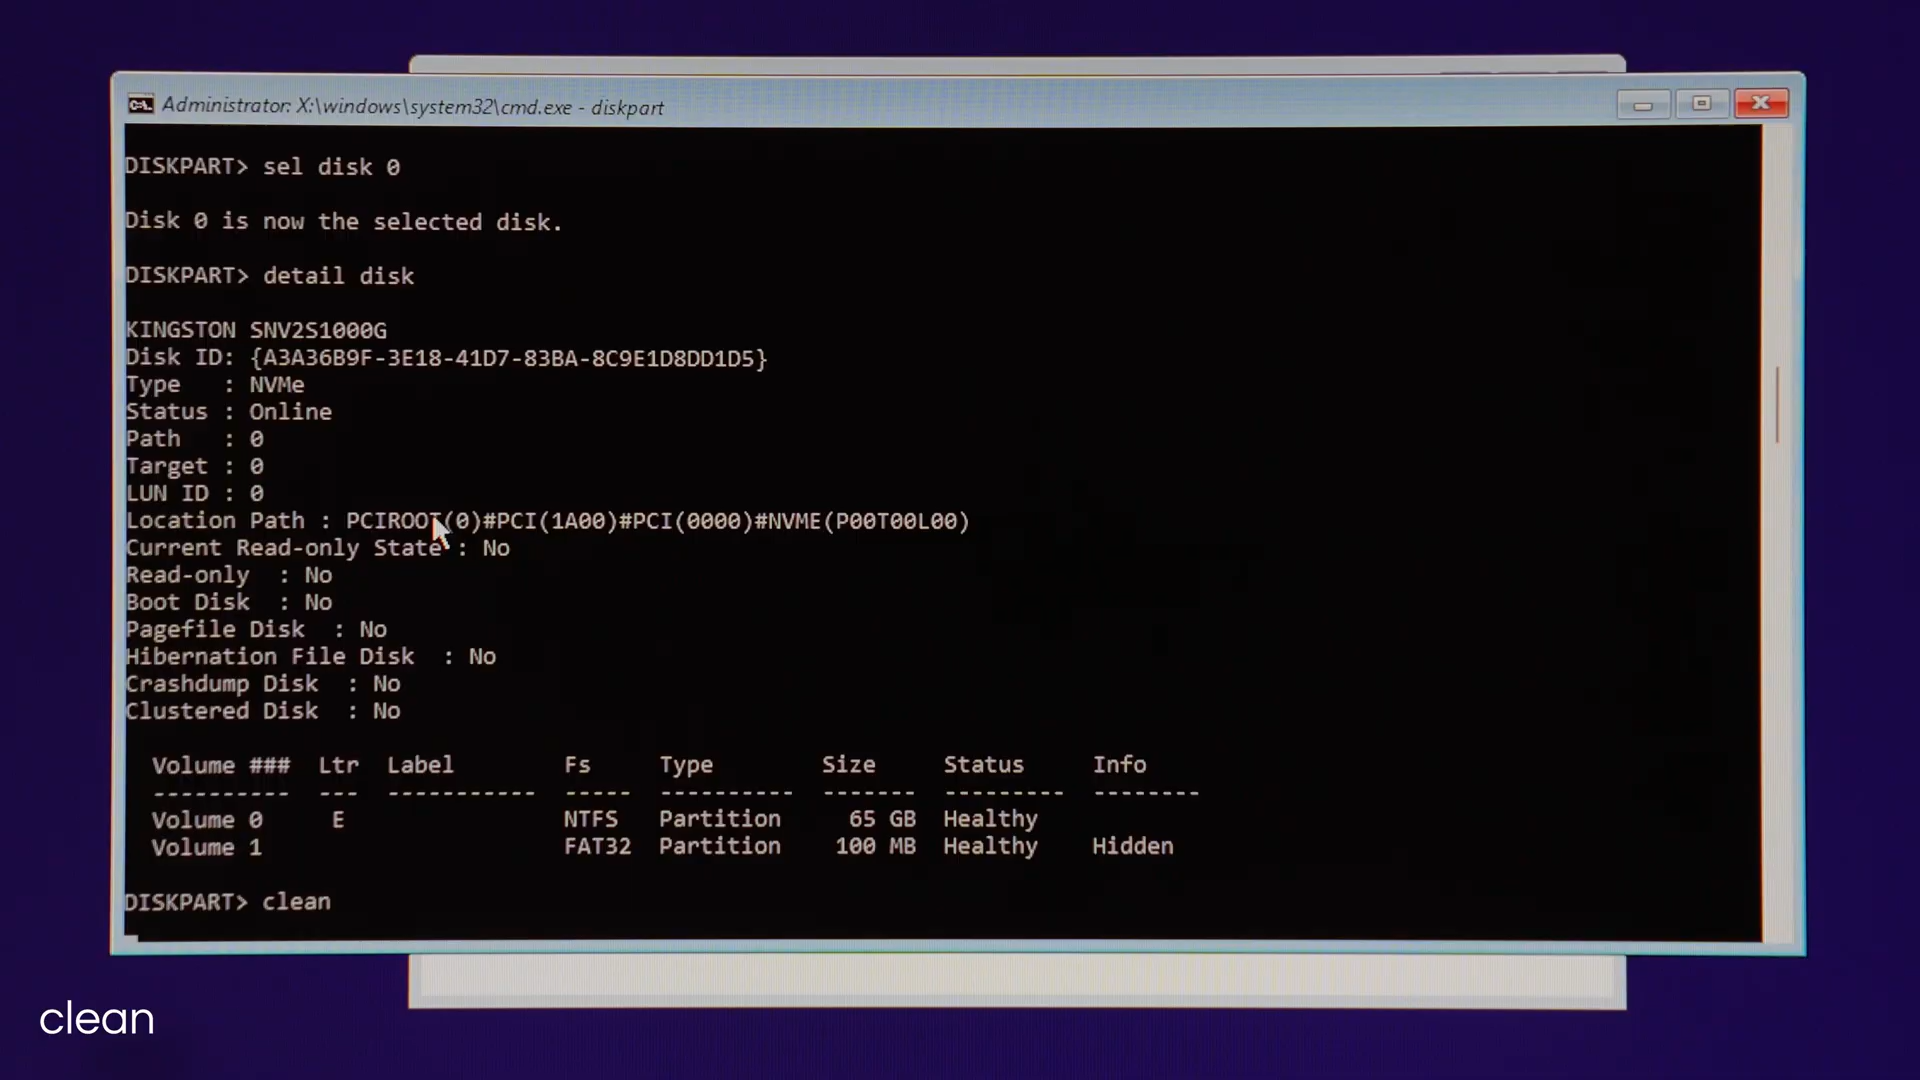 Administrator: X:\windows\system32\cmd.exe - diskpart
DISKPART> sel disk 0
Disk 0 is now the selected disk.
DISKPART> detail disk
KINGSTON SNV2S1000G
Disk ID: {A3A36B9F-3E18-41D7-83BA-8C9E1D8DD1D5}
Type   : NVMe
Status : Online
Path   : 0
Target : 0
LUN ID : 0
Location Path : PCIROOT(0)#PCI(1A00)#PCI(0000)#NVME(P00T00L00)
Current Read-only State : No
Read-only  : No
Boot Disk  : No
Pagefile Disk  : No
Hibernation File Disk  : No
Crashdump Disk  : No
Clustered Disk  : No
Volume ###  Ltr  Label        Fs     Type        Size     Status     Info
----------  ---  -----------  -----  ----------  -------  ---------  --------
Volume 0     E                NTFS   Partition     65 GB  Healthy
Volume 1                      FAT32  Partition    100 MB  Healthy    Hidden
DISKPART> clean
clean